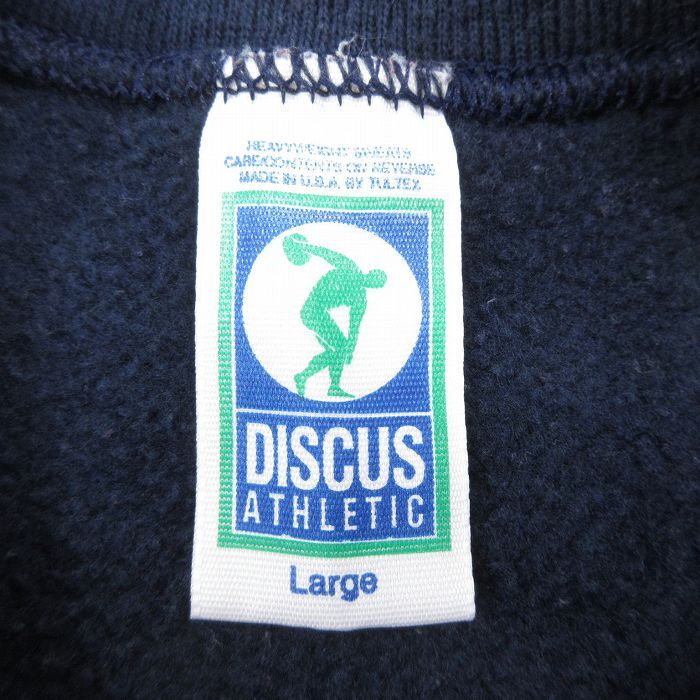 HEAVYWEIGHT SWEATS
CARE/CONTENTS ON REVERSE
MADE IN U.S.A. BY TULTEX
DISCUS
ATHLETIC
Large